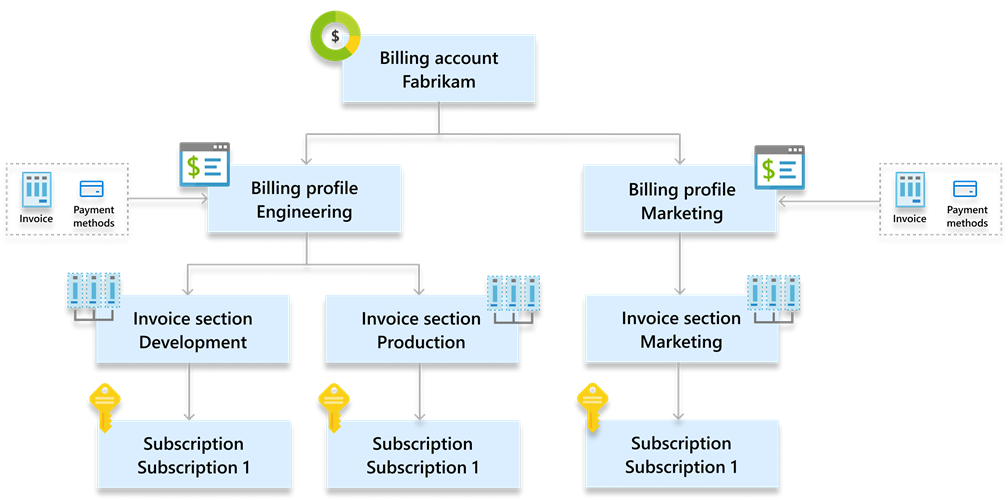 $
Billing account
Fabrikam
$
Billing profile
Engineering
$
Billing profile
Marketing
Invoice
Payment
methods
Invoice
Payment
methods
Invoice section
Development
Invoice section
Production
Invoice section
Marketing
Subscription
Subscription 1
Subscription
Subscription 1
Subscription
Subscription 1